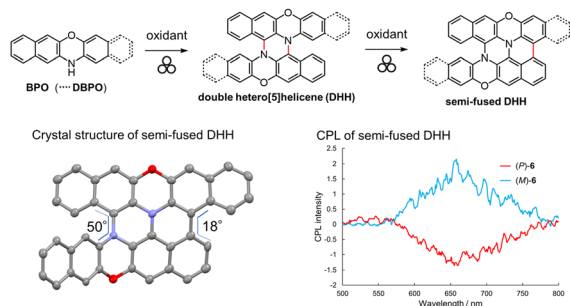 oxidant
oxidant
O
N
H
BPO (···· DBPO)
O
N
N
O
double hetero[5]helicene (DHH)
O
N
N
O
semi-fused DHH
Crystal structure of semi-fused DHH
50°
18°
CPL of semi-fused DHH
CPL intensity
2.5
2
1.5
1
0.5
0
-0.5
-1
-1.5
-2
(P)-6
(M)-6
500
550
600
650
700
750
800
Wavelength / nm